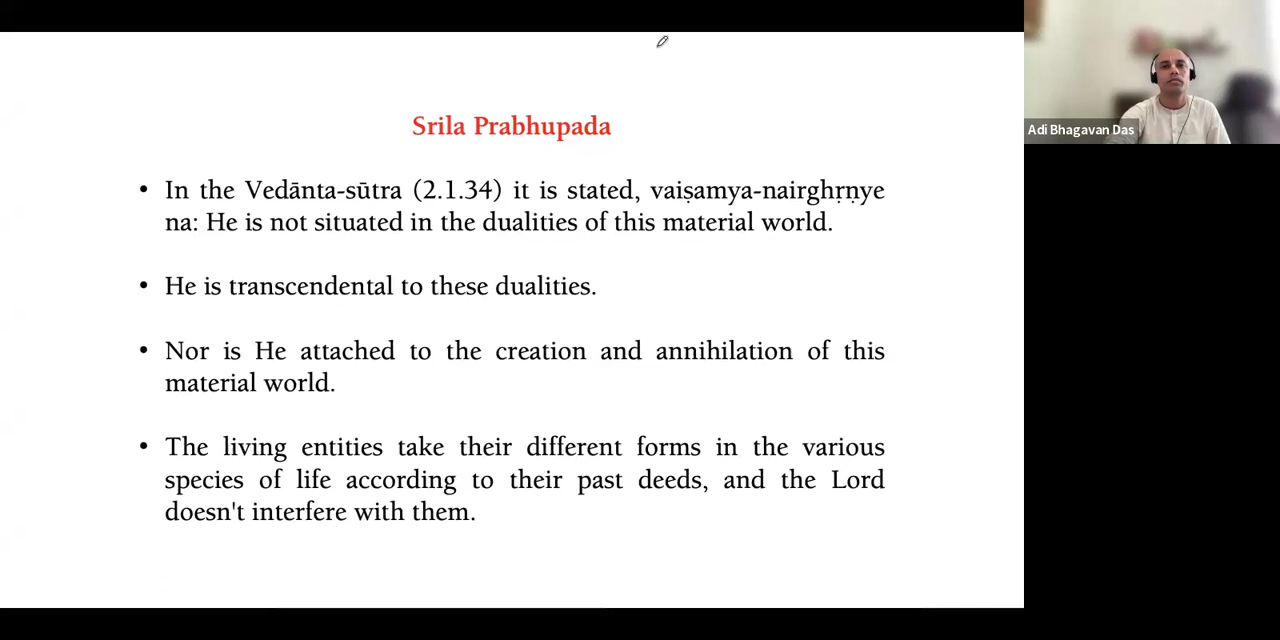 Srila Prabhupada
• In the Vedānta-sūtra (2.1.34) it is stated, vaiṣamya-nairghṛṇye
na: He is not situated in the dualities of this material world.
• He is transcendental to these dualities.
• Nor is He attached to the creation and annihilation of this
material world.
• The living entities take their different forms in the various
species of life according to their past deeds, and the Lord
doesn't interfere with them.
Adi Bhagavan Das